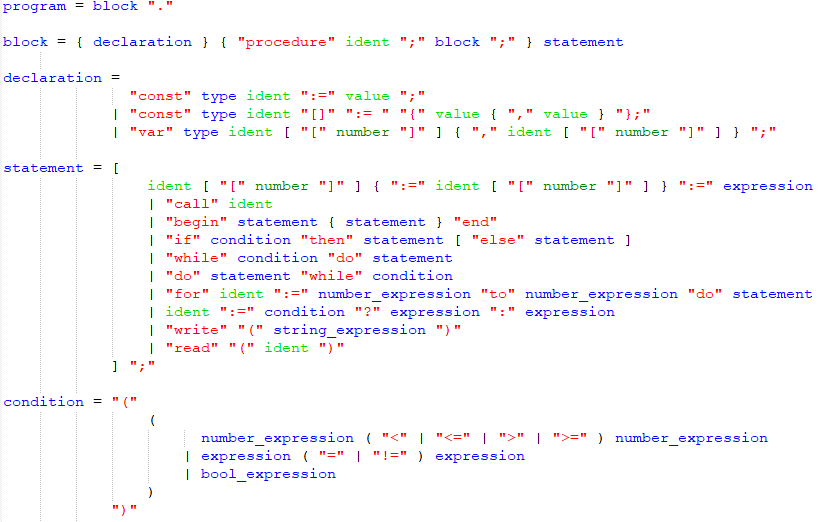 program = block "."
block = { declaration } { "procedure" ident ";" block ";" } statement
declaration =
"const" type ident ":=" value ";"
| "const" type ident "[]" ":= " "{" value { "," value } "};"
| "var" type ident [ "[" number "]" ] { "," ident [ "[" number "]" ] } ";"
statement = [
ident [ "[" number "]" ] { ":=" ident [ "[" number "]" ] } ":=" expression
| "call" ident
| "begin" statement { statement } "end"
| "if" condition "then" statement [ "else" statement ]
| "while" condition "do" statement
| "do" statement "while" condition
| "for" ident ":=" number_expression "to" number_expression "do" statement
| ident ":=" condition "?" expression ":" expression
| "write" "(" string_expression ")"
| "read" "(" ident ")"
] ";"
condition = "("
(
number_expression ( "<" | "<=" | ">" | ">=" ) number_expression
| expression ( "=" | "!=" ) expression
| bool_expression
)
")"